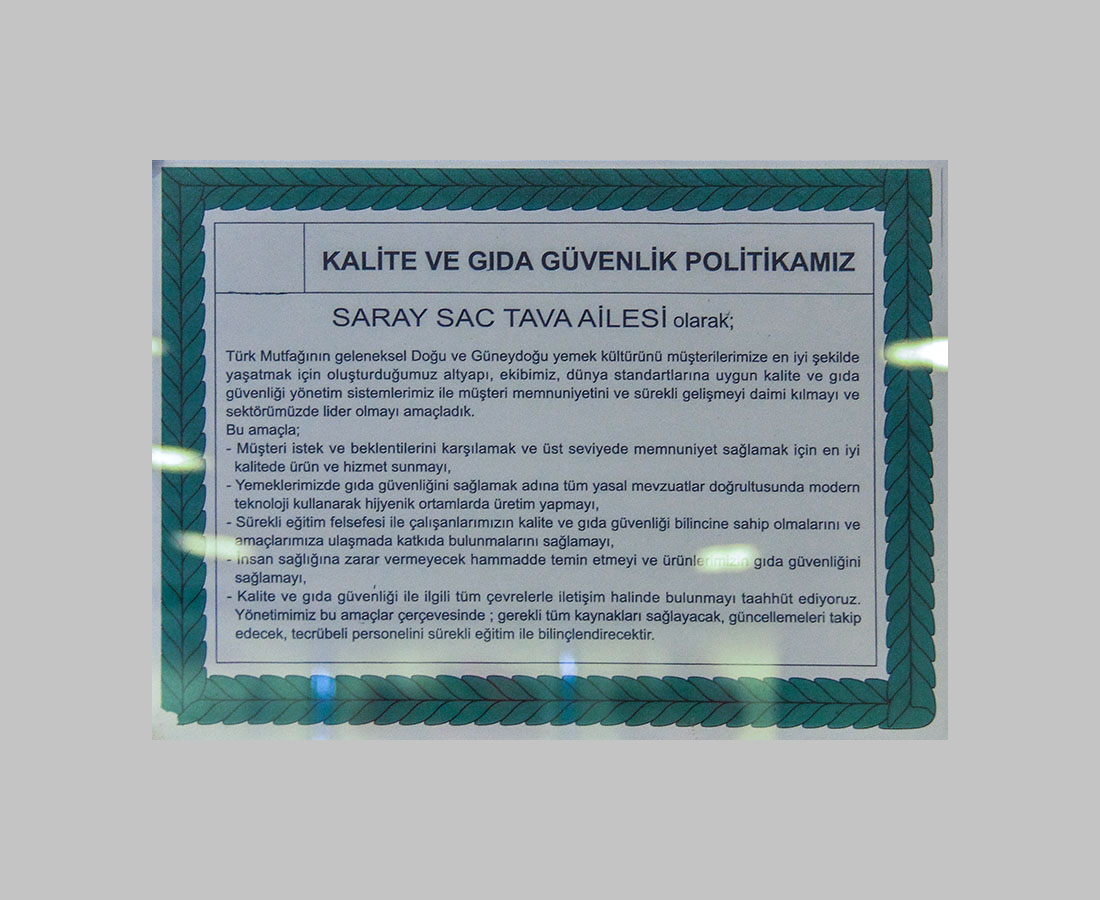 KALİTE VE GIDA GÜVENLİK POLİTİKAMIZ
SARAY SAC TAVA AİLESİ olarak;
Türk Mutfağının geleneksel Doğu ve Güneydoğu yemek kültürünü müşterilerimize en iyi şekilde
yaşatmak için oluşturduğumuz altyapı, ekibimiz, dünya standartlarına uygun kalite ve gıda
güvenliği yönetim sistemlerimiz ile müşteri memnuniyetini ve sürekli gelişmeyi daimi kılmayı ve
sektörümüzde lider olmayı amaçladık.
Bu amaçla;
- Müşteri istek ve beklentilerini karşılamak ve üst seviyede memnuniyet sağlamak için en iyi
kalitede ürün ve hizmet sunmayı,
- Yemeklerimizde gıda güvenliğini sağlamak adına tüm yasal mevzuatlar doğrultusunda modern
teknoloji kullanarak hijyenik ortamlarda üretim yapmayı,
- Sürekli eğitim felsefesi ile çalışanlarımızın kalite ve gıda güvenliği bilincine sahip olmalarını ve
amaçlarımıza ulaşmada katkıda bulunmalarını sağlamayı,
- İnsan sağlığına zarar vermeyecek hammadde temin etmeyi ve ürünlerimizin gıda güvenliğini
sağlamayı,
- Kalite ve gıda güvenliği ile ilgili tüm çevrelerle iletişim halinde bulunmayı taahhüt ediyoruz.
Yönetimimiz bu amaçlar çerçevesinde ; gerekli tüm kaynakları sağlayacak, güncellemeleri takip
edecek, tecrübeli personelini sürekli eğitim ile bilinçlendirecektir.